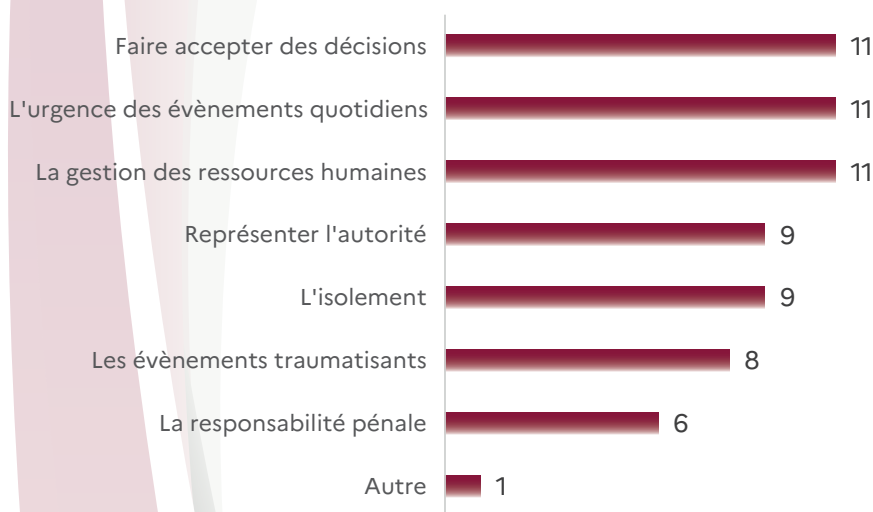 Faire accepter des décisions 11
L'urgence des évènements quotidiens 11
La gestion des ressources humaines 11
Représenter l'autorité 9
L'isolement 9
Les évènements traumatisants 8
La responsabilité pénale 6
Autre 1